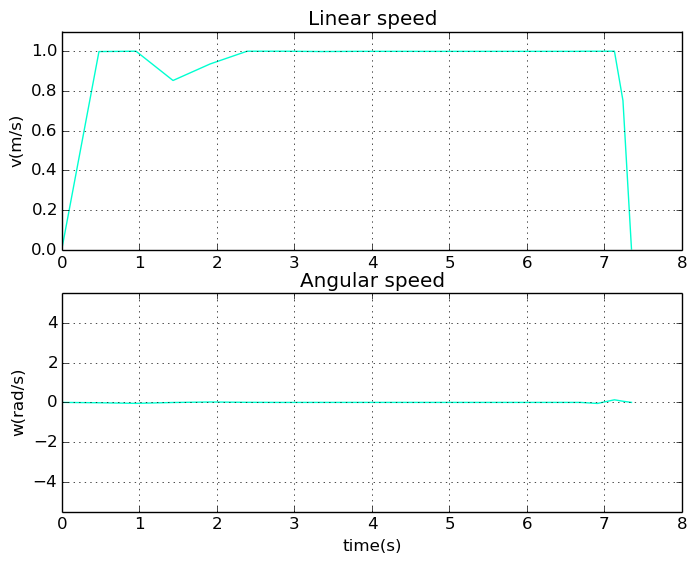 Linear speed
1.0
0.8
0.6
0.4
0.2
0.0
v(m/s)
0 1 2 3 4 5 6 7 8
Angular speed
4
2
0
−2
−4
w(rad/s)
0 1 2 3 4 5 6 7 8
time(s)